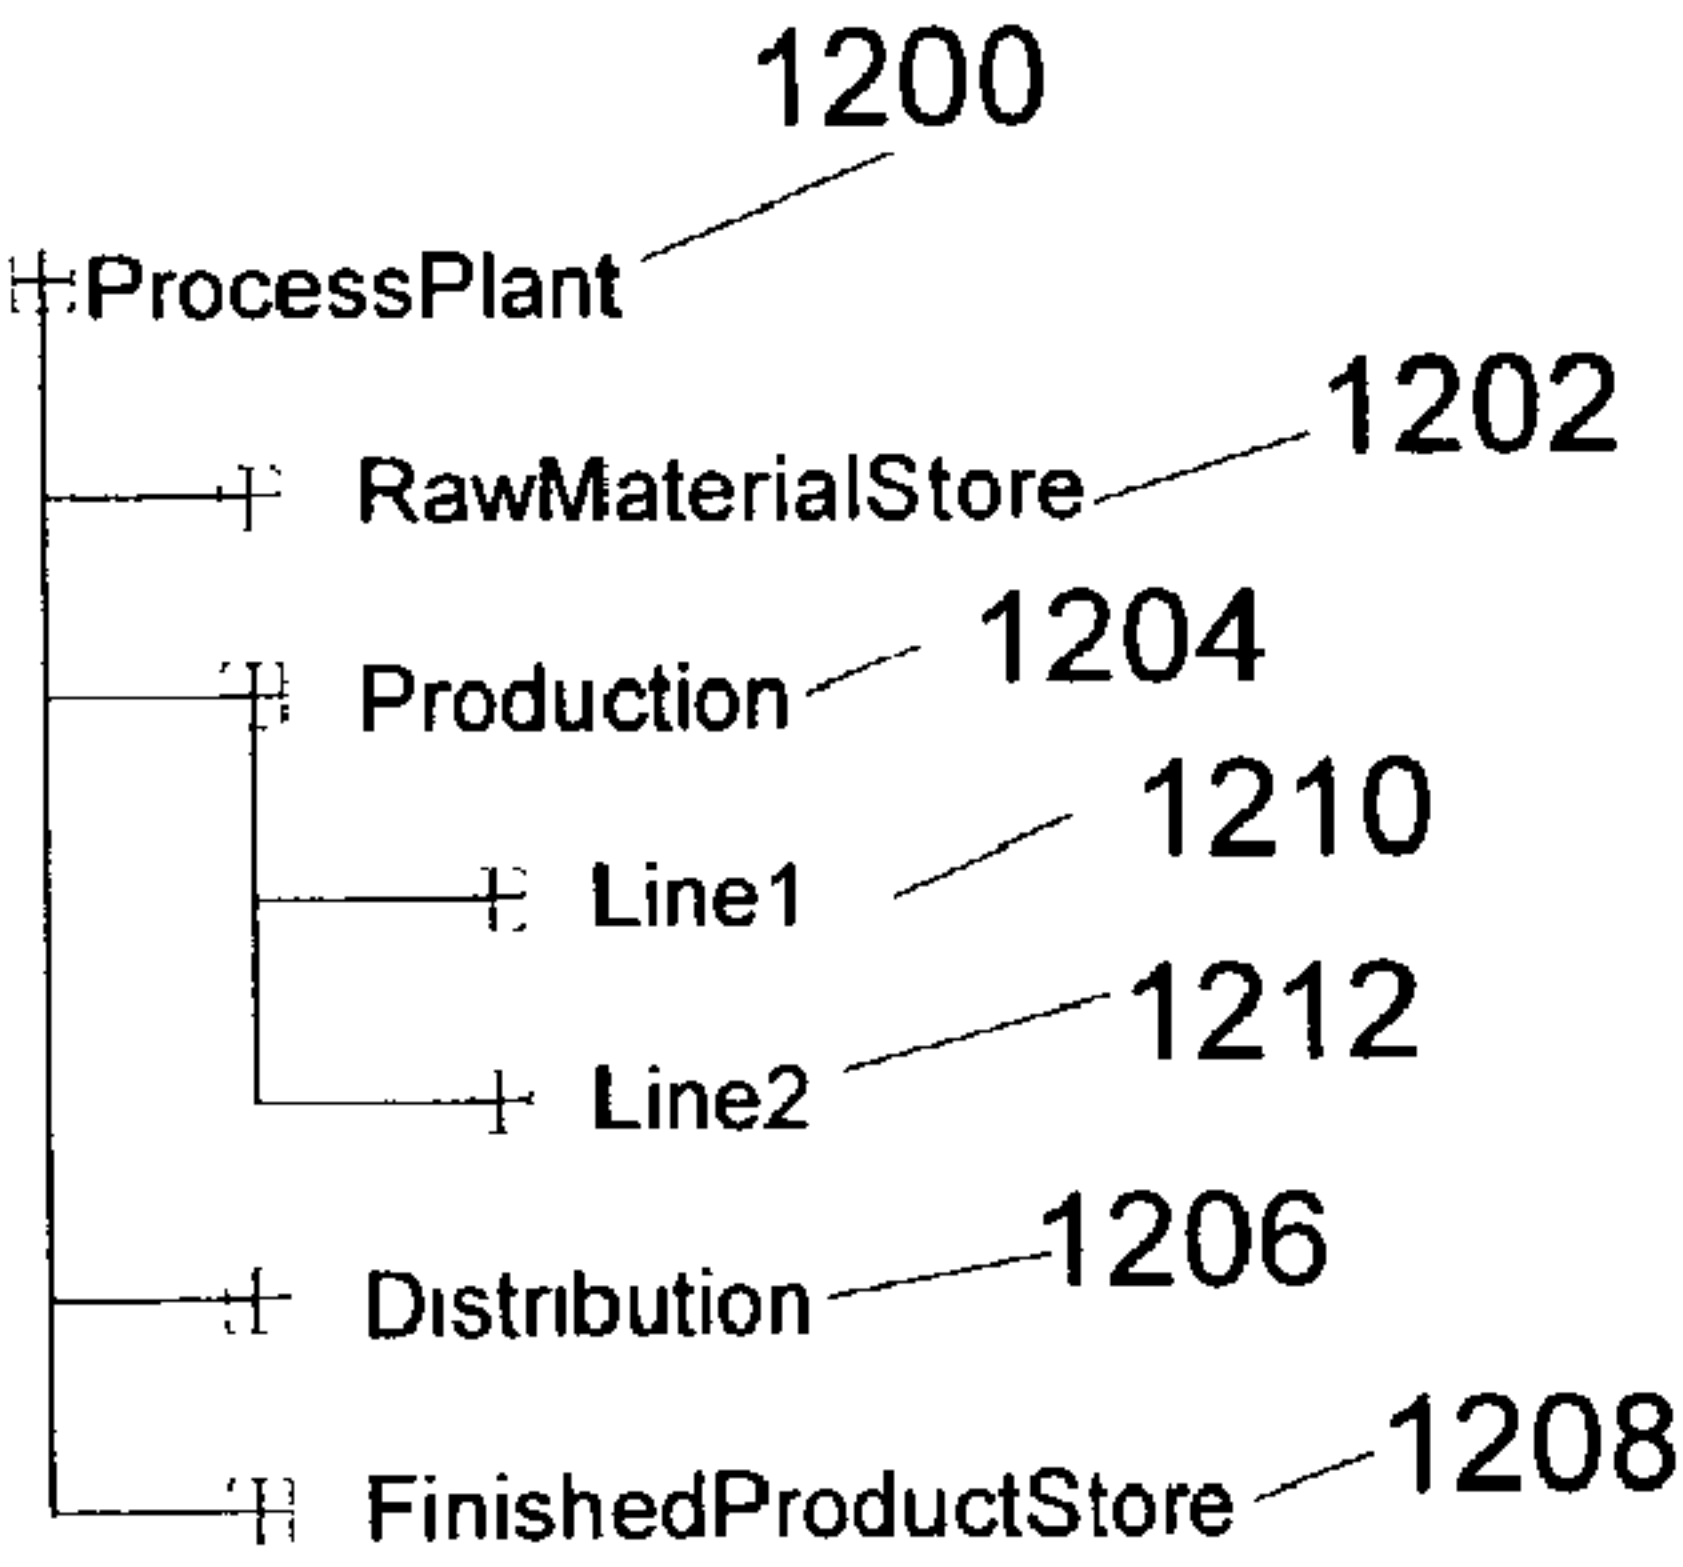 1200
ProcessPlant
1202
RawMaterialStore
1204
Production
1210
Line1
1212
Line2
1206
Distribution
1208
FinishedProductStore